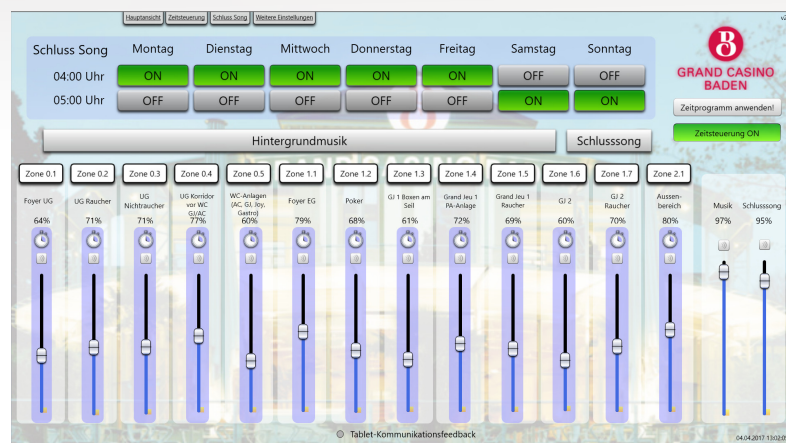 Hauptansicht Zeitsteuerung Schluss Song Weitere Einstellungen
Schluss Song Montag Dienstag Mittwoch Donnerstag Freitag Samstag Sonntag
04:00 Uhr ON ON ON ON ON OFF OFF
05:00 Uhr OFF OFF OFF OFF OFF ON ON
GRAND CASINO
BADEN
Zeitprogramm anwenden!
Zeitsteuerung ON
Hintergrundmusik Schlusssong
Zone 0.1 Zone 0.2 Zone 0.3 Zone 0.4 Zone 0.5 Zone 1.1 Zone 1.2 Zone 1.3 Zone 1.4 Zone 1.5 Zone 1.6 Zone 1.7 Zone 2.1
Foyer UG
64%
UG Raucher
71%
UG
Nichtraucher
71%
UG Korridor
vor WC
GJ/AC
77%
WC-Anlagen
(AC, GJ, Joy,
Gastro)
60%
Foyer EG
79%
Poker
68%
GJ 1 Boxen am
Seil
61%
Grand Jeu 1
PA-Anlage
72%
Grand Jeu 1
Raucher
69%
GJ 2
60%
GJ 2
Raucher
70%
Aussen-
bereich
80%
Musik
97%
Schlusssong
95%
Tablet-Kommunikationsfeedback